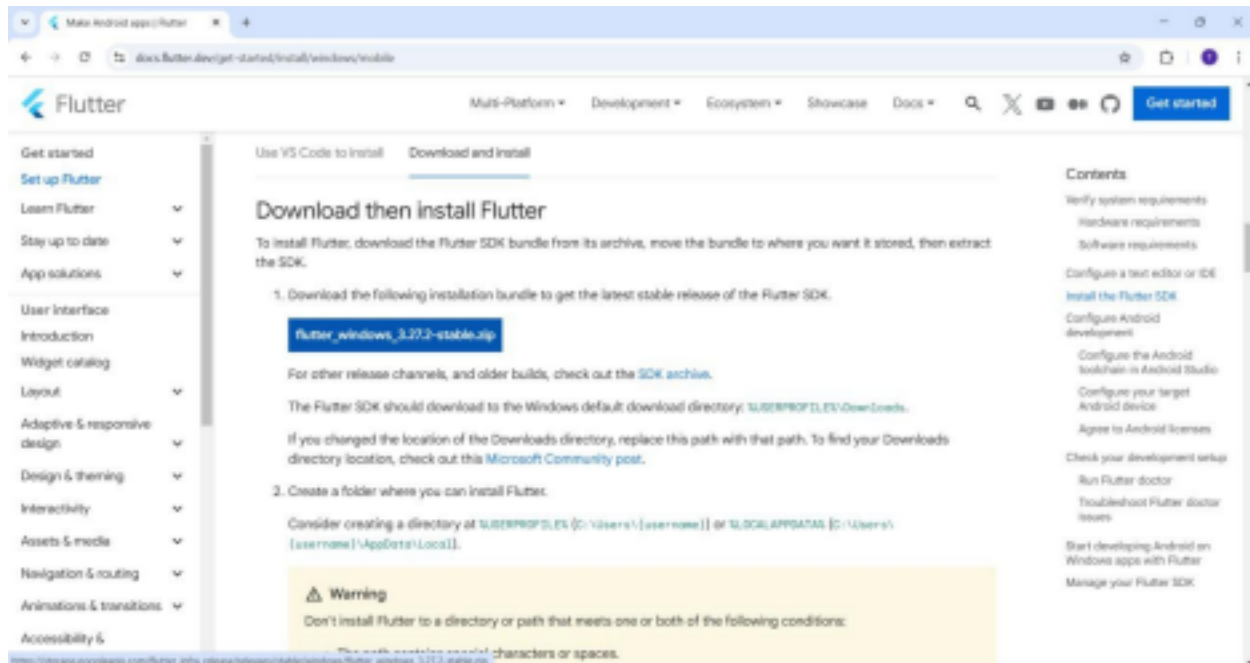 Make Android apps | Flutter
docs.flutter.dev/get-started/install/windows/mobile
Flutter
Multi-Platform
Development
Ecosystem
Showcase
Docs
Get started
Get started
Set up Flutter
Learn Flutter
Stay up to date
App solutions
User interface
Introduction
Widget catalog
Layout
Adaptive & responsive
design
Design & theming
Interactivity
Assets & media
Navigation & routing
Animations & transitions
Accessibility &
Use VS Code to install Download and install
Download then install Flutter
To install Flutter, download the Flutter SDK bundle from its archive, move the bundle to where you want it stored, then extract
the SDK.
1. Download the following installation bundle to get the latest stable release of the Flutter SDK.
flutter_windows_3.27.2-stable.zip
For other release channels, and older builds, check out the SDK archive.
The Flutter SDK should download to the Windows default download directory: %USERPROFILE%\Downloads.
If you changed the location of the Downloads directory, replace this path with that path. To find your Downloads
directory location, check out this Microsoft Community post.
2. Create a folder where you can install Flutter.
Consider creating a directory at %USERPROFILE% (C:\Users\{username}) or %LOCALAPPDATA% (C:\Users\
{username}\AppData\Local).
Warning
Don't install Flutter to a directory or path that meets one or both of the following conditions:
The path contains special characters or spaces.
Contents
Verify system requirements
Hardware requirements
Software requirements
Configure a text editor or IDE
Install the Flutter SDK
Configure Android
development
Configure the Android
toolchain in Android Studio
Configure your target
Android device
Agree to Android licenses
Check your development setup
Run Flutter doctor
Troubleshoot Flutter doctor
issues
Start developing Android on
Windows apps with Flutter
Manage your Flutter SDK